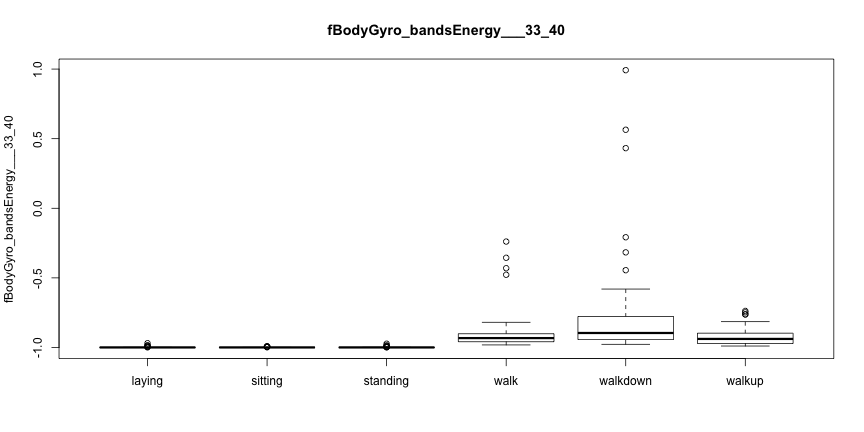 fBodyGyro_bandsEnergy___33_40
fBodyGyro_bandsEnergy___33_40
1.0
0.5
0.0
-0.5
-1.0
laying sitting standing walk walkdown walkup